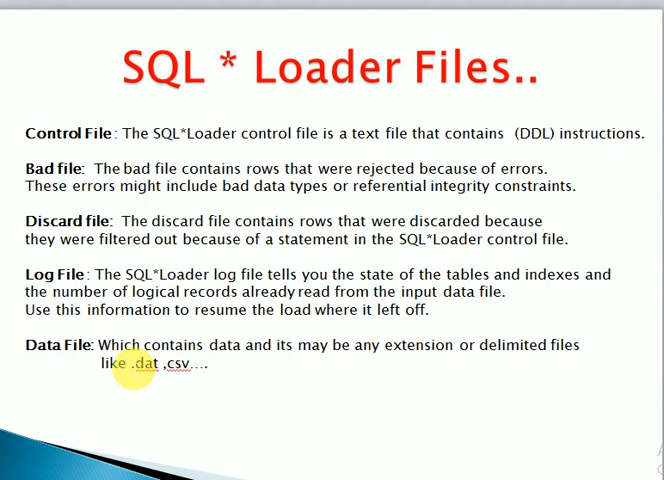 SQL * Loader Files..
Control File : The SQL*Loader control file is a text file that contains (DDL) instructions.
Bad file: The bad file contains rows that were rejected because of errors.
These errors might include bad data types or referential integrity constraints.
Discard file: The discard file contains rows that were discarded because
they were filtered out because of a statement in the SQL*Loader control file.
Log File : The SQL*Loader log file tells you the state of the tables and indexes and
the number of logical records already read from the input data file.
Use this information to resume the load where it left off.
Data File: Which contains data and its may be any extension or delimited files
like .dat ,csv....